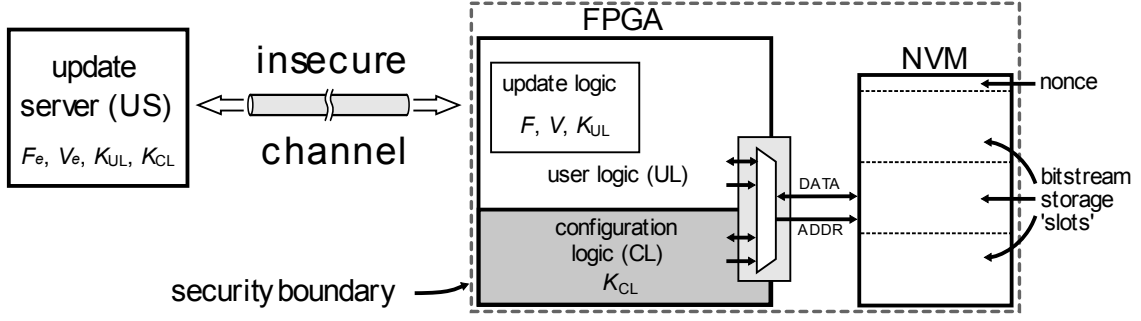 update
server (US)
Fe, Ve, KUL, KCL
insecure
channel
FPGA
update logic
F, V, KUL
user logic (UL)
configuration
logic (CL)
KCL
security boundary
DATA
ADDR
NVM
nonce
bitstream
storage
'slots'